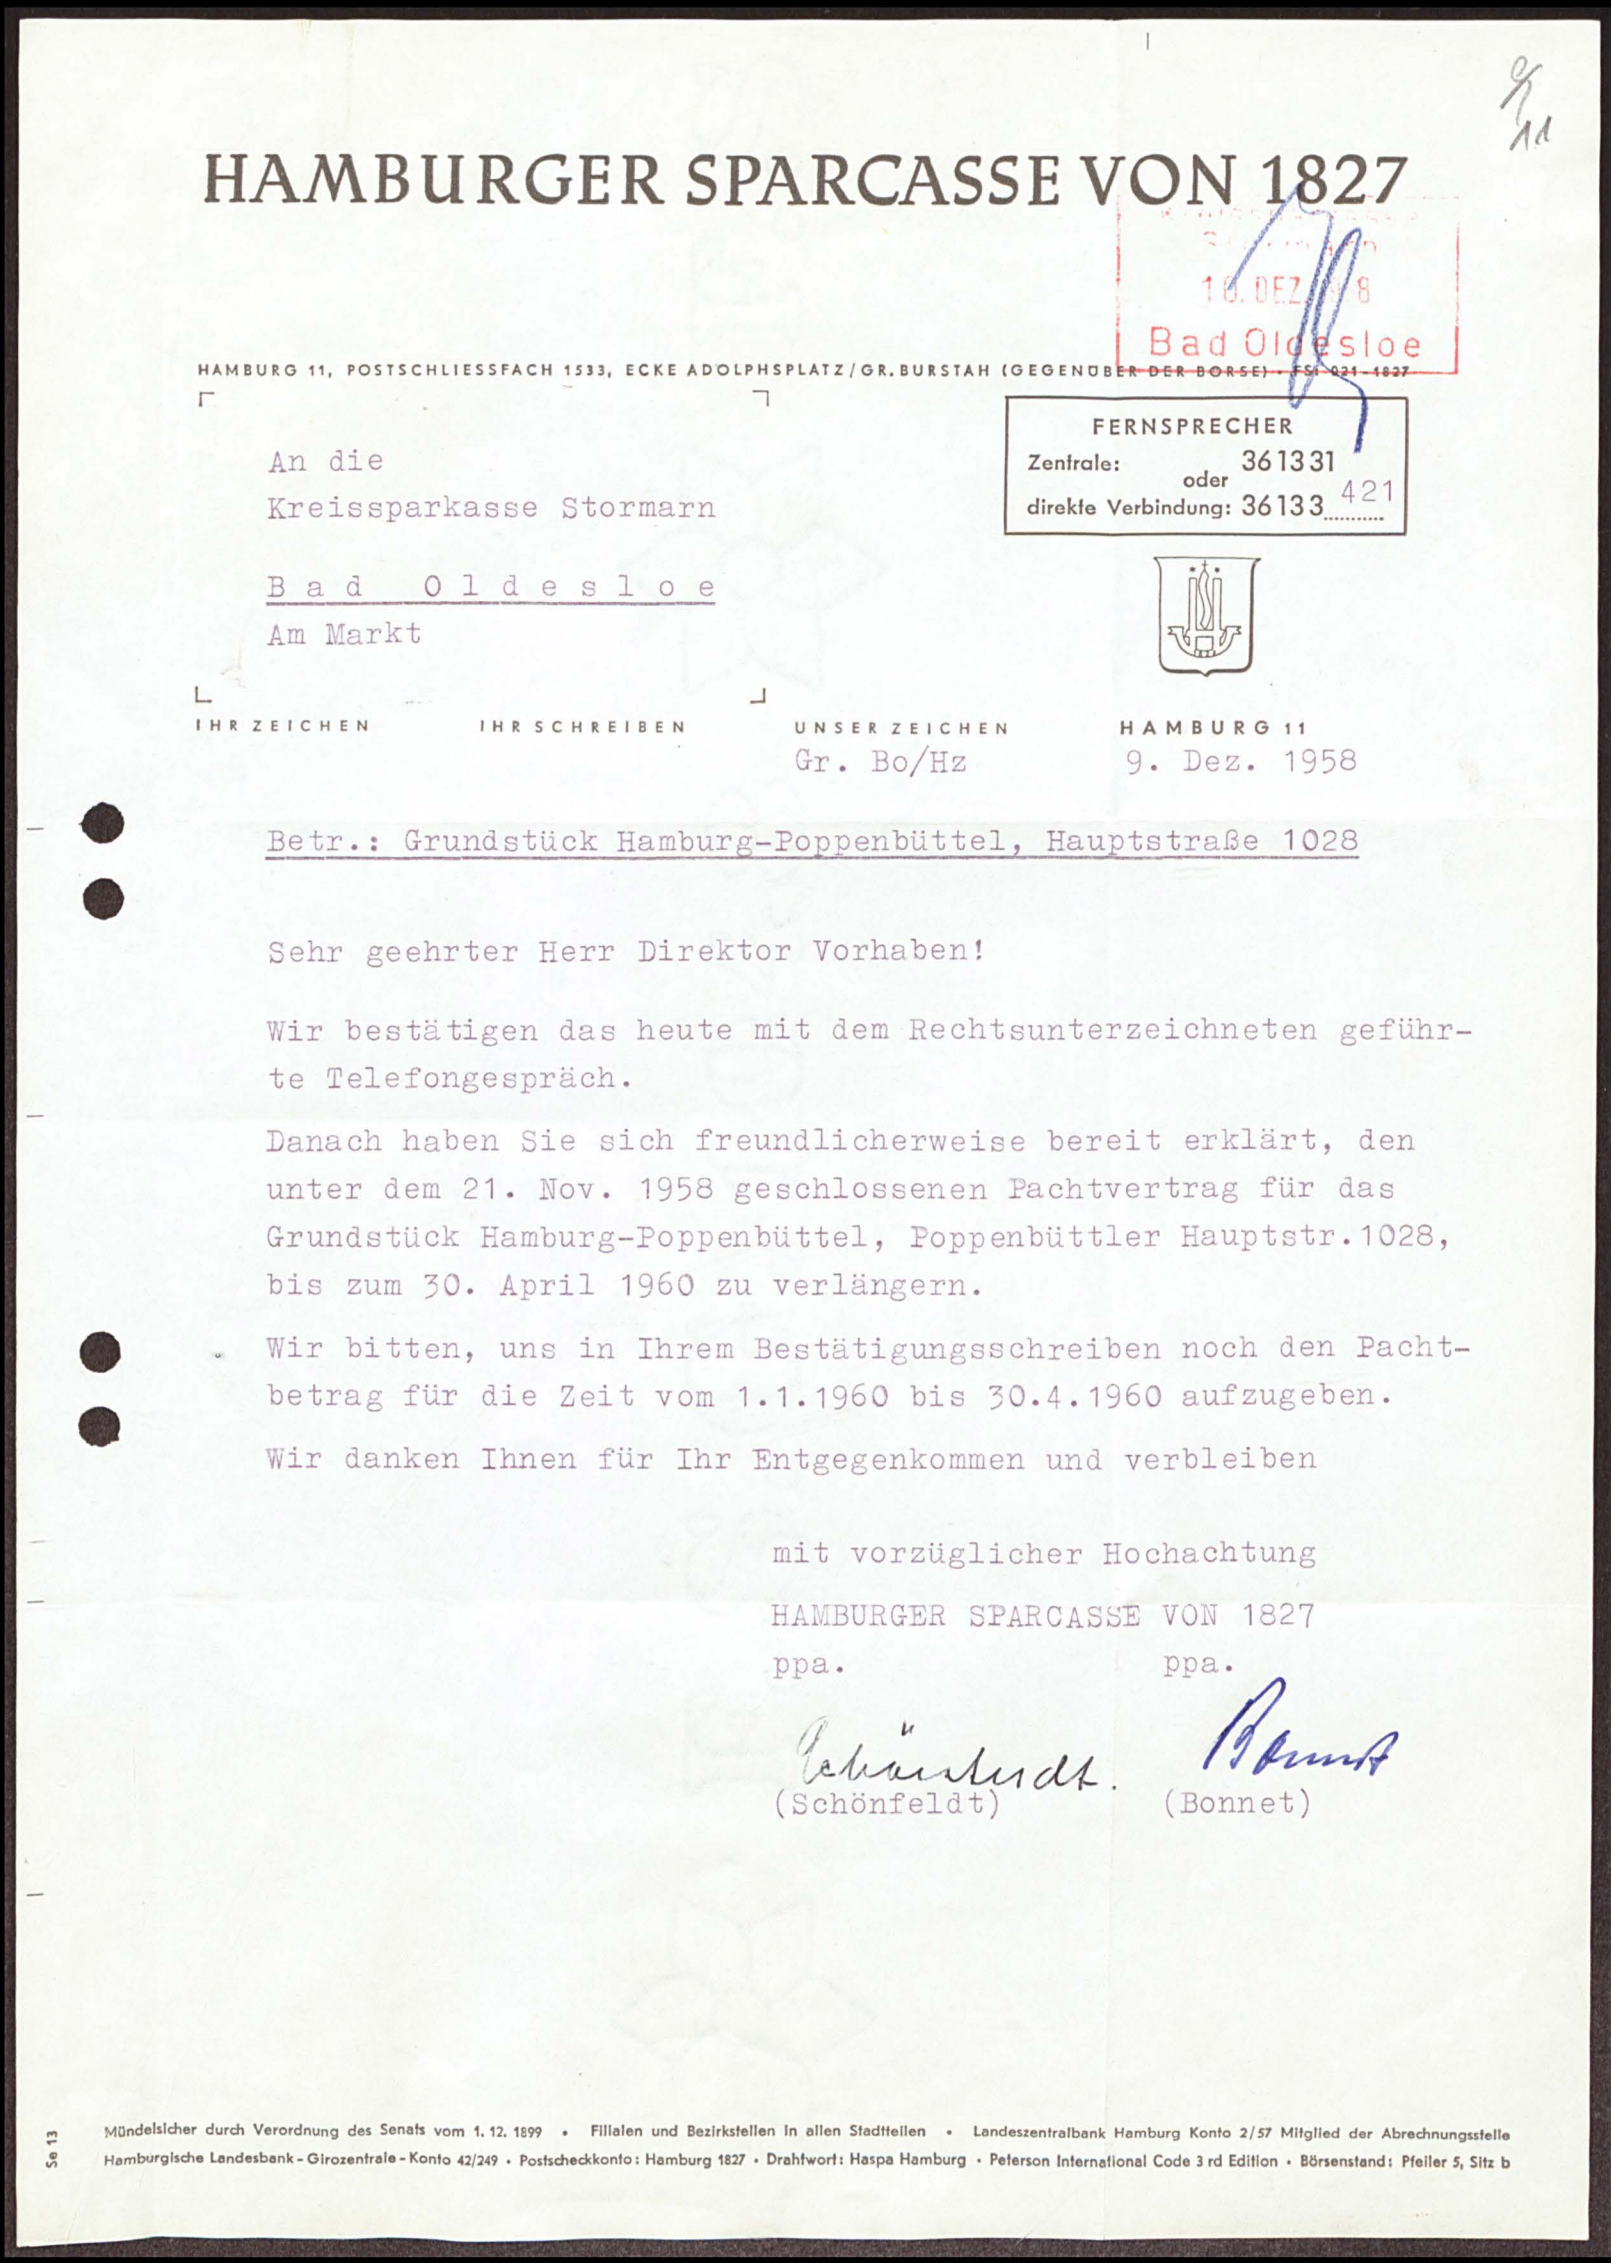 11
HAMBURGER SPARCASSE VON 1827
Bad Oldesloe
HAMBURG 11, POSTSCHLIESSFACH 1533, ECKE ADOLPHSPLATZ/GR. BURSTAH (GEGENÜBER DER BÖRSE) • FS: 021-1827
FERNSPRECHER
Zentrale: 361331
oder
direkte Verbindung: 36133 421
An die
Kreissparkasse Stormarn
Bad Oldesloe
Am Markt
IHR ZEICHEN IHR SCHREIBEN UNSER ZEICHEN HAMBURG 11
Gr. Bo/Hz 9. Dez. 1958
Betr.: Grundstück Hamburg-Poppenbüttel, Hauptstraße 1028
Sehr geehrter Herr Direktor Vorhaben!
Wir bestätigen das heute mit dem Rechtsunterzeichneten geführ-
te Telefongespräch.
Danach haben Sie sich freundlicherweise bereit erklärt, den
unter dem 21. Nov. 1958 geschlossenen Pachtvertrag für das
Grundstück Hamburg-Poppenbüttel, Poppenbüttler Hauptstr.1028,
bis zum 30. April 1960 zu verlängern.
Wir bitten, uns in Ihrem Bestätigungsschreiben noch den Pacht-
betrag für die Zeit vom 1.1.1960 bis 30.4.1960 aufzugeben.
Wir danken Ihnen für Ihr Entgegenkommen und verbleiben
mit vorzüglicher Hochachtung
HAMBURGER SPARCASSE VON 1827
ppa. ppa.
Schönfeldt. Bonnet
(Schönfeldt) (Bonnet)
Se 13
Mündelsicher durch Verordnung des Senats vom 1. 12. 1899 • Filialen und Bezirkstellen in allen Stadtteilen • Landeszentralbank Hamburg Konto 2/57 Mitglied der Abrechnungsstelle
Hamburgische Landesbank - Girozentrale - Konto 42/249 • Postscheckkonto: Hamburg 1827 • Drahtwort: Haspa Hamburg • Peterson International Code 3 rd Edition • Börsenstand: Pfeiler 5, Sitz b